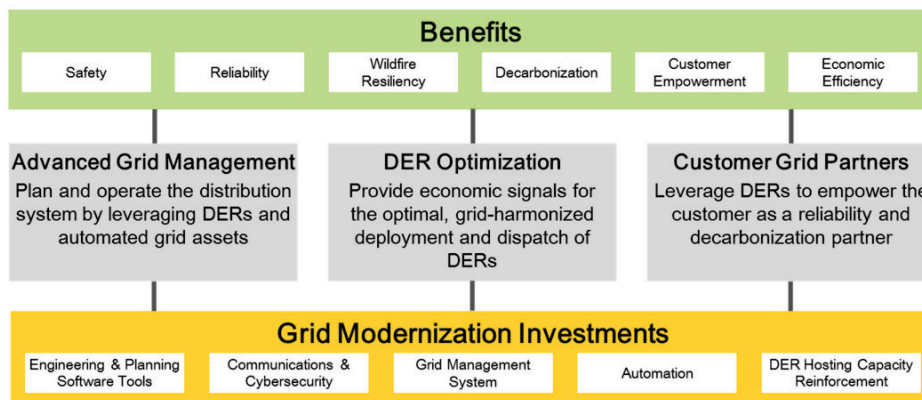 Benefits
Safety
Reliability
Wildfire
Resiliency
Decarbonization
Customer
Empowerment
Economic
Efficiency
Advanced Grid Management
Plan and operate the distribution
system by leveraging DERs and
automated grid assets
DER Optimization
Provide economic signals for
the optimal, grid-harmonized
deployment and dispatch of
DERs
Customer Grid Partners
Leverage DERs to empower the
customer as a reliability and
decarbonization partner
Grid Modernization Investments
Engineering & Planning
Software Tools
Communications &
Cybersecurity
Grid Management
System
Automation
DER Hosting Capacity
Reinforcement